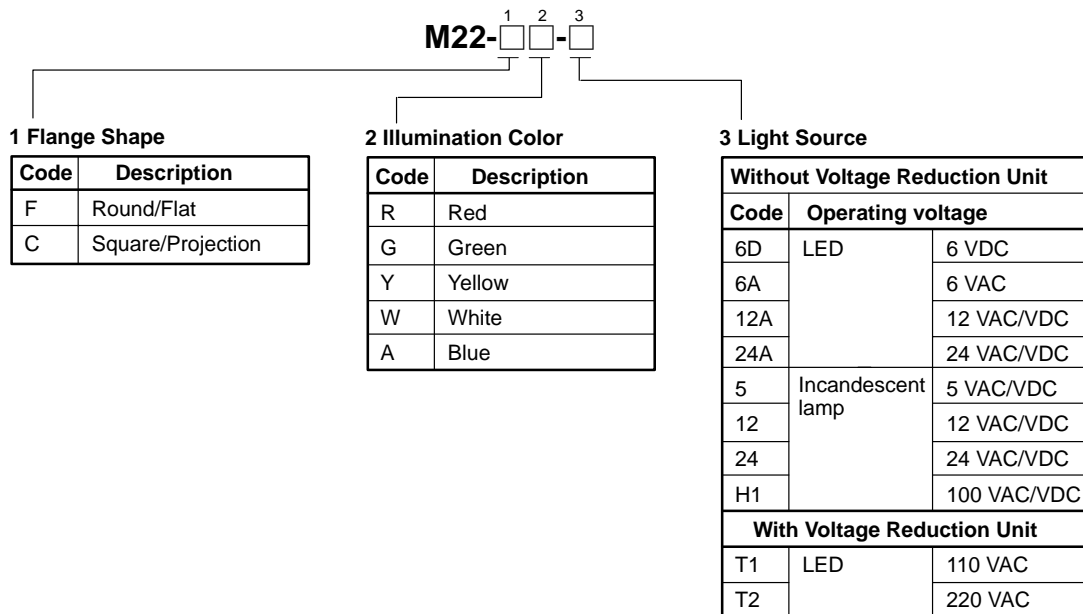 1 2 3
M22-□□-□
1 Flange Shape
Code Description
F Round/Flat
C Square/Projection
2 Illumination Color
Code Description
R Red
G Green
Y Yellow
W White
A Blue
3 Light Source
Without Voltage Reduction Unit
Code Operating voltage
6D LED 6 VDC
6A 6 VAC
12A 12 VAC/VDC
24A 24 VAC/VDC
5 Incandescent lamp 5 VAC/VDC
12 12 VAC/VDC
24 24 VAC/VDC
H1 100 VAC/VDC
With Voltage Reduction Unit
T1 LED 110 VAC
T2 220 VAC